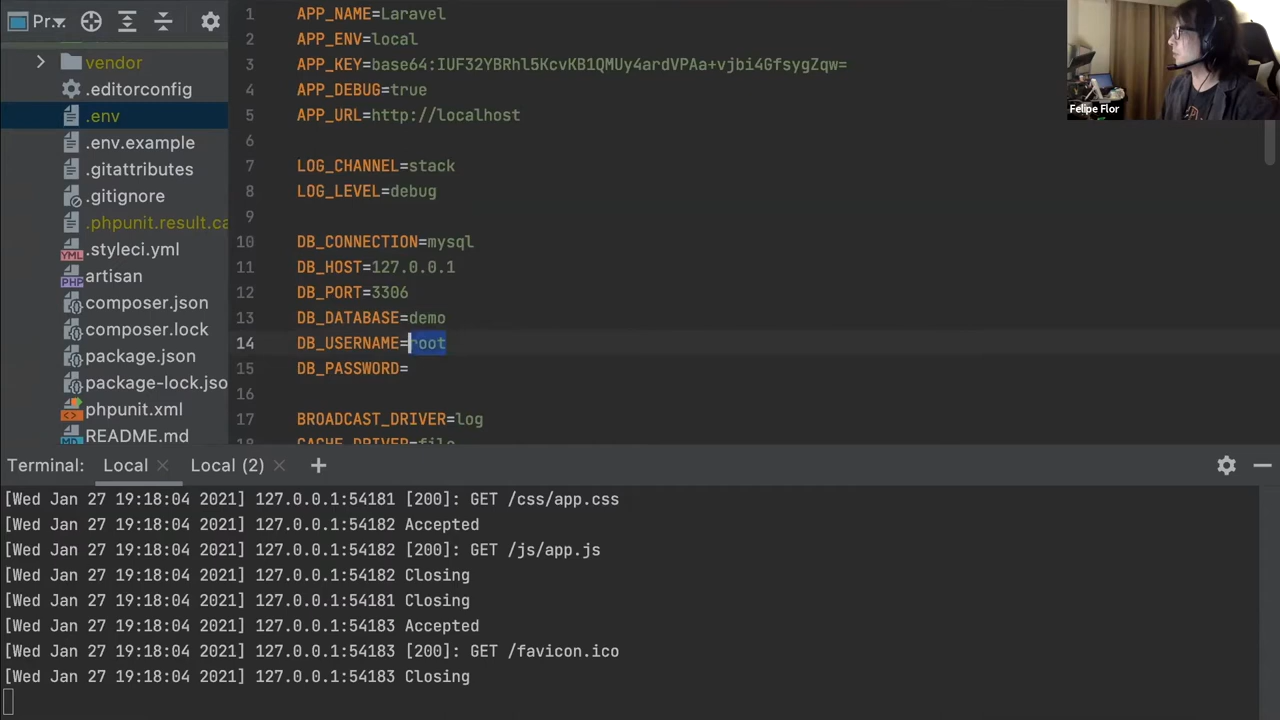 Pr...
vendor
.editorconfig
.env
.env.example
.gitattributes
.gitignore
.phpunit.result.ca
.styleci.yml
artisan
composer.json
composer.lock
package.json
package-lock.jso
phpunit.xml
README.md
1 APP_NAME=Laravel
2 APP_ENV=local
3 APP_KEY=base64:IUF32YBRhl5KcvKB1QMUy4ardVPAa+vjbi4GfsygZqw=
4 APP_DEBUG=true
5 APP_URL=http://localhost
6
7 LOG_CHANNEL=stack
8 LOG_LEVEL=debug
9
10 DB_CONNECTION=mysql
11 DB_HOST=127.0.0.1
12 DB_PORT=3306
13 DB_DATABASE=demo
14 DB_USERNAME=root
15 DB_PASSWORD=
16
17 BROADCAST_DRIVER=log
18 CACHE_DRIVER=file
Felipe Flor
Terminal: Local Local (2)
[Wed Jan 27 19:18:04 2021] 127.0.0.1:54181 [200]: GET /css/app.css
[Wed Jan 27 19:18:04 2021] 127.0.0.1:54182 Accepted
[Wed Jan 27 19:18:04 2021] 127.0.0.1:54182 [200]: GET /js/app.js
[Wed Jan 27 19:18:04 2021] 127.0.0.1:54182 Closing
[Wed Jan 27 19:18:04 2021] 127.0.0.1:54181 Closing
[Wed Jan 27 19:18:04 2021] 127.0.0.1:54183 Accepted
[Wed Jan 27 19:18:04 2021] 127.0.0.1:54183 [200]: GET /favicon.ico
[Wed Jan 27 19:18:04 2021] 127.0.0.1:54183 Closing